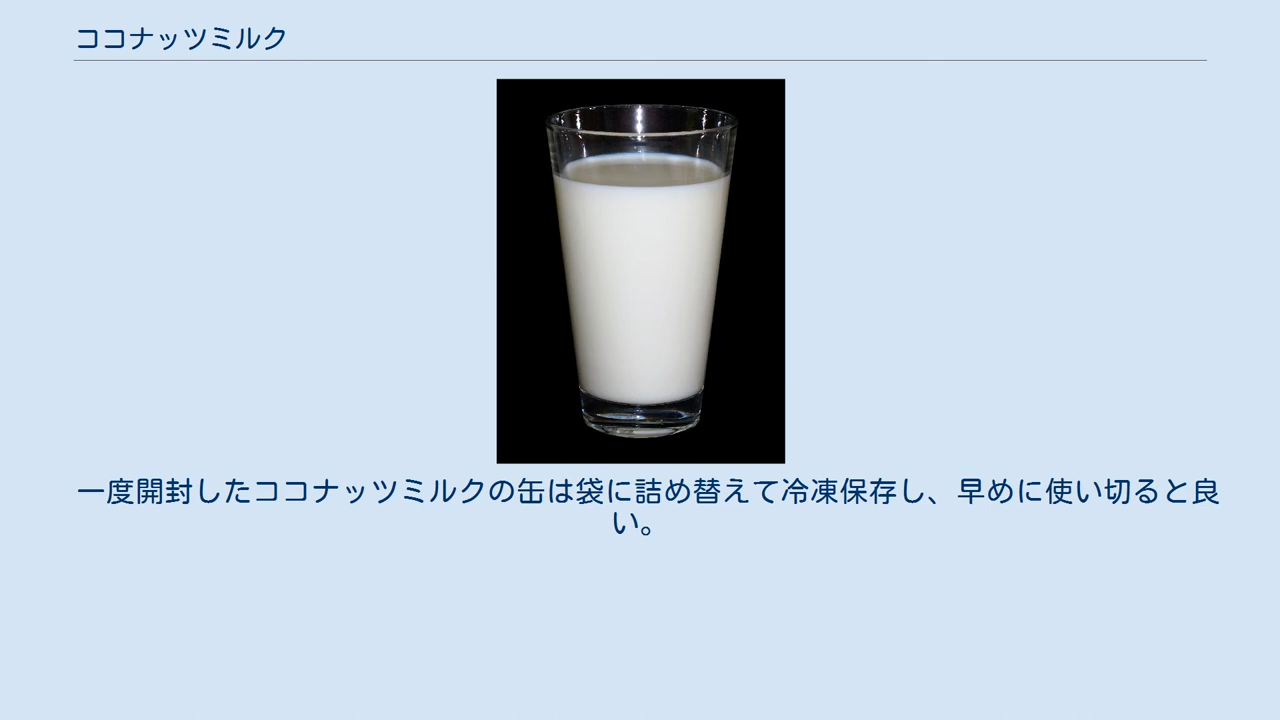 ココナッツミルク
一度開封したココナッツミルクの缶は袋に詰め替えて冷凍保存し、早めに使い切ると良
い。